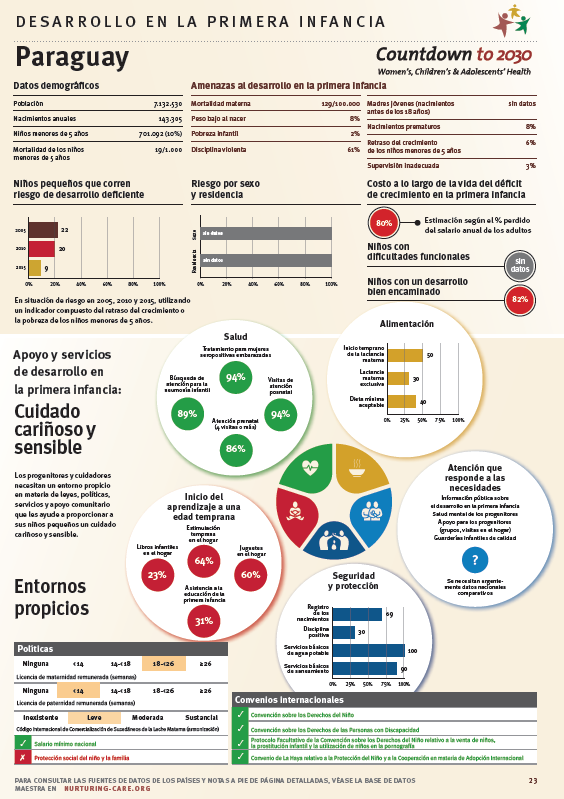 DESARROLLO EN LA PRIMERA INFANCIA
Paraguay
Countdown to 2030
Women's, Children's & Adolescents' Health
Datos demográficos
Población 7.132.530
Nacimientos anuales 143.305
Niños menores de 5 años 701.092 (10%)
Mortalidad de los niños 19/1.000
menores de 5 años
Amenazas al desarrollo en la primera infancia
Mortalidad materna 129/100.000
Peso bajo al nacer 8%
Pobreza infantil 2%
Disciplina violenta 61%
Madres jóvenes (nacimientos sin datos
antes de los 18 años)
Nacimientos prematuros 8%
Retraso del crecimiento 6%
de los niños menores de 5 años
Supervisión inadecuada 3%
Niños pequeños que corren
riesgo de desarrollo deficiente
2005 22
2010 20
2015 9
0% 20% 40% 60% 80% 100%
En situación de riesgo en 2005, 2010 y 2015, utilizando
un indicador compuesto del retraso del crecimiento o
la pobreza de los niños menores de 5 años.
Riesgo por sexo
y residencia
Sexo sin datos
Residencia sin datos
0% 20% 40% 60% 80% 100%
Costo a lo largo de la vida del déficit
de crecimiento en la primera infancia
80% Estimación según el % perdido
del salario anual de los adultos
Niños con
dificultades funcionales
sin
datos
Niños con un desarrollo
bien encaminado
82%
Apoyo y servicios
de desarrollo en
la primera infancia:
Cuidado
cariñoso y
sensible
Los progenitores y cuidadores
necesitan un entorno propicio
en materia de leyes, políticas,
servicios y apoyo comunitario
que les ayude a proporcionar a
sus niños pequeños un cuidado
cariñoso y sensible.
Salud
Tratamiento para mujeres
seropositivas embarazadas
94%
Búsqueda de
atención para la
neumonía infantil
89%
Visitas de
atención
posnatal
94%
Atención prenatal
(4 visitas o más)
86%
Alimentación
Inicio temprano
de la lactancia
materna
50
Lactancia
materna
exclusiva
30
Dieta mínima
aceptable
40
0% 25% 50% 75% 100%
Atención que
responde a las
necesidades
Información pública sobre
el desarrollo en la primera infancia
Salud mental de los progenitores
Apoyo para los progenitores
(grupos, visitas en el hogar)
Guarderías infantiles de calidad
?
Se necesitan urgente-
mente datos nacionales
comparativos
Inicio del
aprendizaje a una
edad temprana
Estimulación
temprana
en el hogar
64%
Libros infantiles
en el hogar
23%
Juguetes
en el hogar
60%
Asistencia a la
educación de la
primera infancia
31%
Seguridad
y protección
Registro
de los
nacimientos
69
Disciplina
positiva
30
Servicios básicos
de agua potable
100
Servicios básicos
de saneamiento
90
0% 25% 50% 75% 100%
Entornos
propicios
Políticas
Ninguna <14 14-<18 18-<26 ≥26
Licencia de maternidad remunerada (semanas)
Ninguna <14 14-<18 18-<26 ≥26
Licencia de paternidad remunerada (semanas)
Inexistente Leve Moderada Sustancial
Código Internacional de Comercialización de Sucedáneos de la Leche Materna (armonización)
✓ Salario mínimo nacional
✗ Protección social del niño y la familia
Convenios Internacionales
✓ Convención sobre los Derechos del Niño
✓ Convención sobre los Derechos de las Personas con Discapacidad
✓ Protocolo Facultativo de la Convención sobre los Derechos del Niño relativo a la venta de niños,
la prostitución infantil y la utilización de niños en la pornografía
✓ Convenio de La Haya relativo a la Protección del Niño y a la Cooperación en materia de Adopción Internacional
PARA CONSULTAR LAS FUENTES DE DATOS DE LOS PAÍSES Y NOTAS A PIE DE PÁGINA DETALLADAS, VÉASE LA BASE DE DATOS
MAESTRA EN NURTURING-CARE.ORG
23